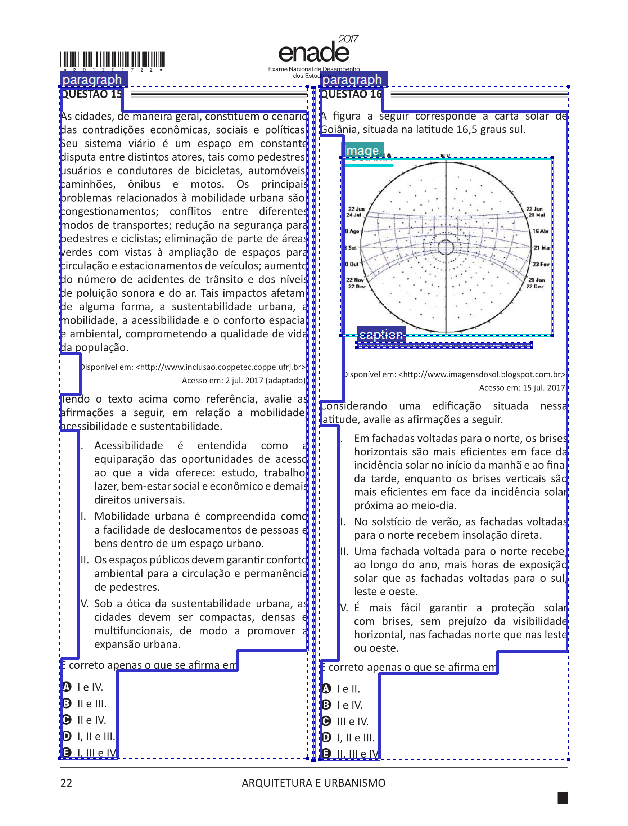 enade 2017
Exame Nacional de Desempenho
dos Estud
paragraph
QUESTÃO 15
As cidades, de maneira geral, constituem o cenário
das contradições econômicas, sociais e políticas.
Seu sistema viário é um espaço em constante
disputa entre distintos atores, tais como pedestres,
usuários e condutores de bicicletas, automóveis,
caminhões, ônibus e motos. Os principais
problemas relacionados à mobilidade urbana são:
congestionamentos; conflitos entre diferentes
modos de transportes; redução na segurança para
pedestres e ciclistas; eliminação de parte de áreas
verdes com vistas à ampliação de espaços para
circulação e estacionamentos de veículos; aumento
do número de acidentes de trânsito e dos níveis
de poluição sonora e do ar. Tais impactos afetam,
de alguma forma, a sustentabilidade urbana, a
mobilidade, a acessibilidade e o conforto espacial
e ambiental, comprometendo a qualidade de vida
da população.
Disponível em: <http://www.inclusao.coppetec.coppe.ufrj.br>.
Acesso em: 2 jul. 2017 (adaptado).
Tendo o texto acima como referência, avalie as
afirmações a seguir, em relação a mobilidade,
acessibilidade e sustentabilidade.
I. Acessibilidade é entendida como a
equiparação das oportunidades de acesso
ao que a vida oferece: estudo, trabalho,
lazer, bem-estar social e econômico e demais
direitos universais.
II. Mobilidade urbana é compreendida como
a facilidade de deslocamentos de pessoas e
bens dentro de um espaço urbano.
III. Os espaços públicos devem garantir conforto
ambiental para a circulação e permanência
de pedestres.
IV. Sob a ótica da sustentabilidade urbana, as
cidades devem ser compactas, densas e
multifuncionais, de modo a promover a
expansão urbana.
É correto apenas o que se afirma em
A I e IV.
B II e III.
C II e IV.
D I, II e III.
E I, III e IV.
paragraph
QUESTÃO 16
A figura a seguir corresponde à carta solar de
Goiânia, situada na latitude 16,5 graus sul.
image
22 Jun
24 Jul
22 Nov
22 Dez
22 Jun
21 Mai
16 Abr
21 Mar
23 Fev
caption
Disponível em: <http://www.imagensdosol.blogspot.com.br>.
Acesso em: 15 jul. 2017.
Considerando uma edificação situada nessa
latitude, avalie as afirmações a seguir.
I. Em fachadas voltadas para o norte, os brises
horizontais são mais eficientes em face da
incidência solar no início da manhã e ao final
da tarde, enquanto os brises verticais são
mais eficientes em face da incidência solar
próxima ao meio-dia.
II. No solstício de verão, as fachadas voltadas
para o norte recebem insolação direta.
III. Uma fachada voltada para o norte recebe,
ao longo do ano, mais horas de exposição
solar que as fachadas voltadas para o sul,
leste e oeste.
IV. É mais fácil garantir a proteção solar
com brises, sem prejuízo da visibilidade
horizontal, nas fachadas norte que nas leste
ou oeste.
É correto apenas o que se afirma em
A I e II.
B I e IV.
C III e IV.
D I, II e III.
E II, III e IV.
22
ARQUITETURA E URBANISMO